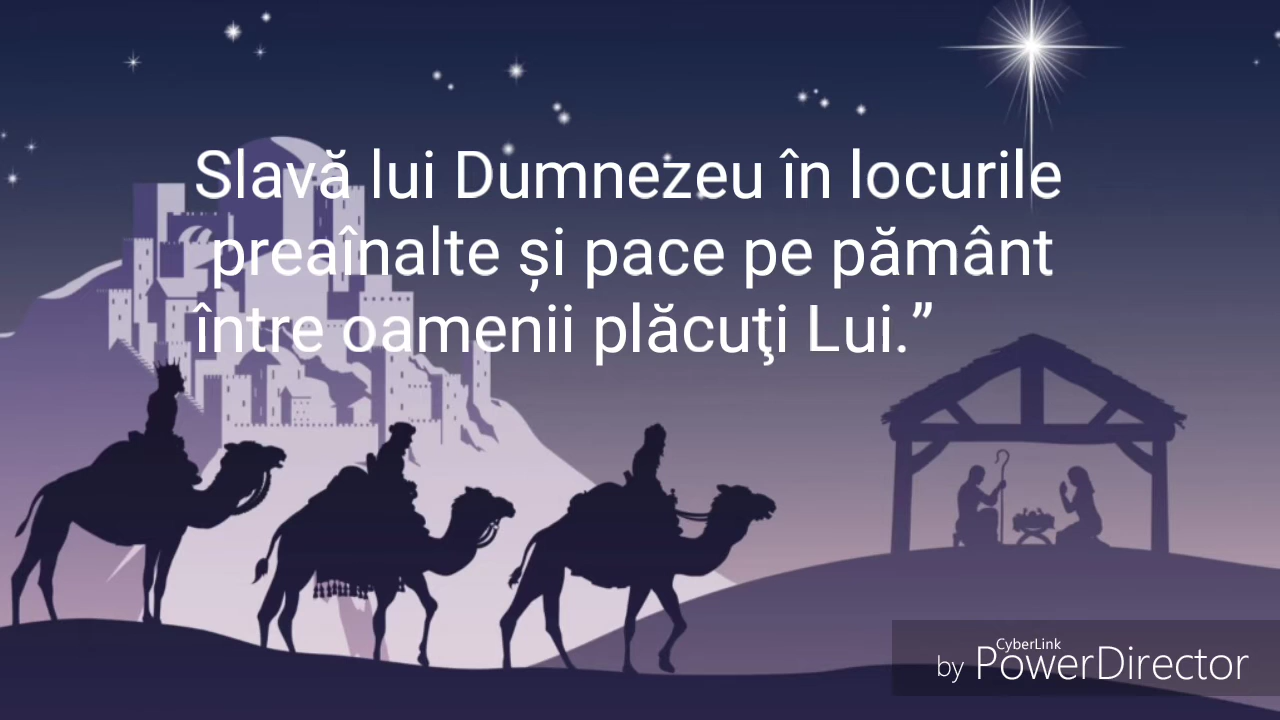 Slavă lui Dumnezeu în locurile
preaînalte și pace pe pământ
între oamenii plăcuţi Lui.”
CyberLink
by PowerDirector